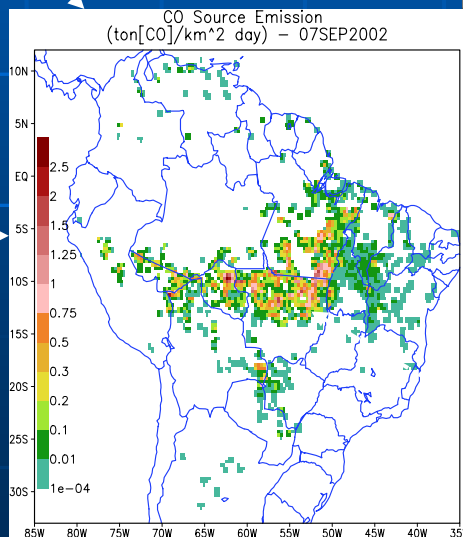 CO Source Emission
(ton[CO]/km^2 day) - 07SEP2002
10N
5N
EQ
5S
10S
15S
20S
25S
30S
2.5
2
1.5
1.25
1
0.75
0.5
0.3
0.2
0.1
0.01
1e-04
85W 80W 75W 70W 65W 60W 55W 50W 45W 40W 35